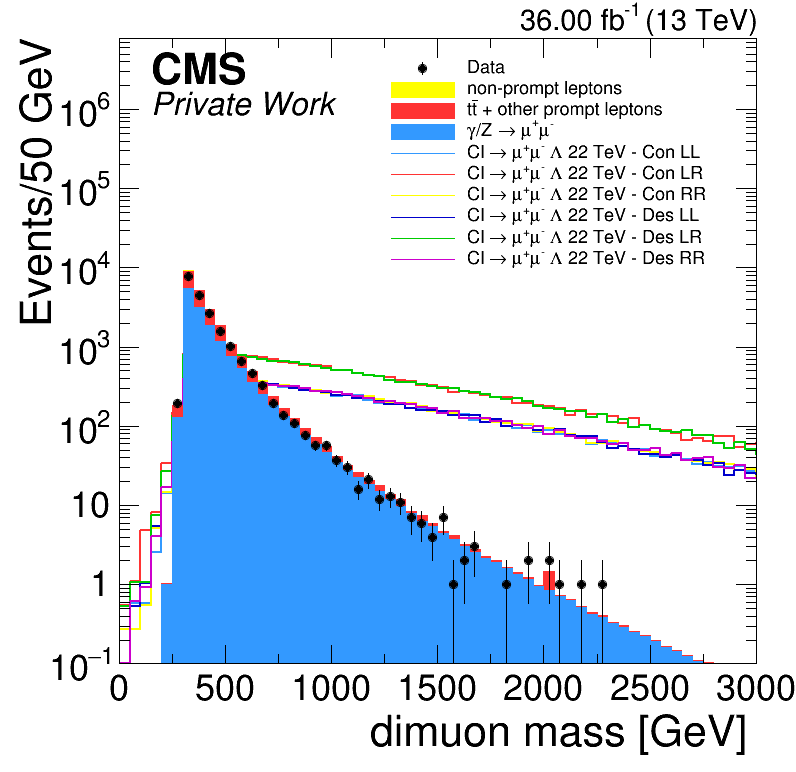 36.00 fb⁻¹ (13 TeV)
CMS
Private Work
Data
non-prompt leptons
tt̄ + other prompt leptons
γ/Z → μ⁺μ⁻
CI → μ⁺μ⁻ Λ 22 TeV - Con LL
CI → μ⁺μ⁻ Λ 22 TeV - Con LR
CI → μ⁺μ⁻ Λ 22 TeV - Con RR
CI → μ⁺μ⁻ Λ 22 TeV - Des LL
CI → μ⁺μ⁻ Λ 22 TeV - Des LR
CI → μ⁺μ⁻ Λ 22 TeV - Des RR
Events/50 GeV
10⁶
10⁵
10⁴
10³
10²
10
1
10⁻¹
0 500 1000 1500 2000 2500 3000
dimuon mass [GeV]